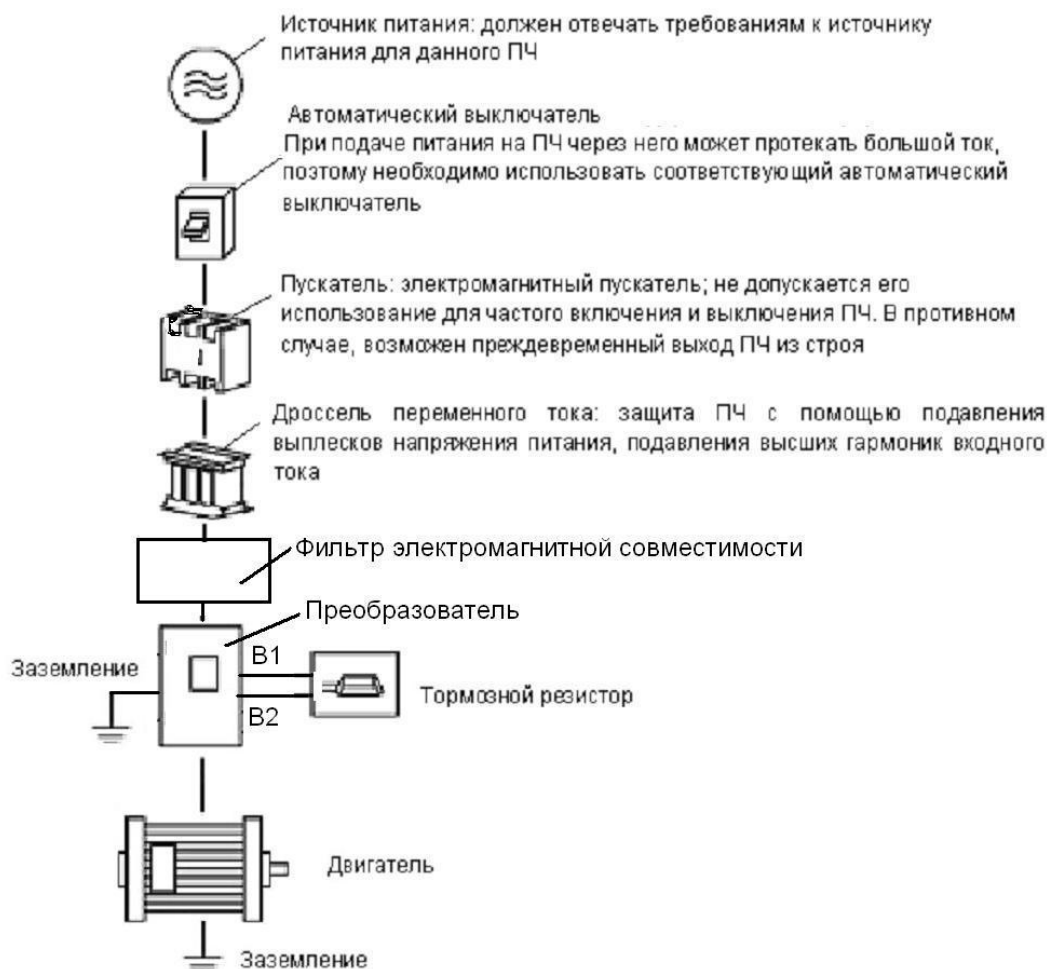 Источник питания: должен отвечать требованиям к источнику
питания для данного ПЧ
Автоматический выключатель
При подаче питания на ПЧ через него может протекать большой ток,
поэтому необходимо использовать соответствующий автоматический
выключатель
Пускатель: электромагнитный пускатель; не допускается его
использование для частого включения и выключения ПЧ. В противном
случае, возможен преждевременный выход ПЧ из строя
Дроссель переменного тока: защита ПЧ с помощью подавления
выплесков напряжения питания, подавления высших гармоник входного
тока
Фильтр электромагнитной совместимости
Преобразователь
Заземление
B1
B2
Тормозной резистор
Двигатель
Заземление